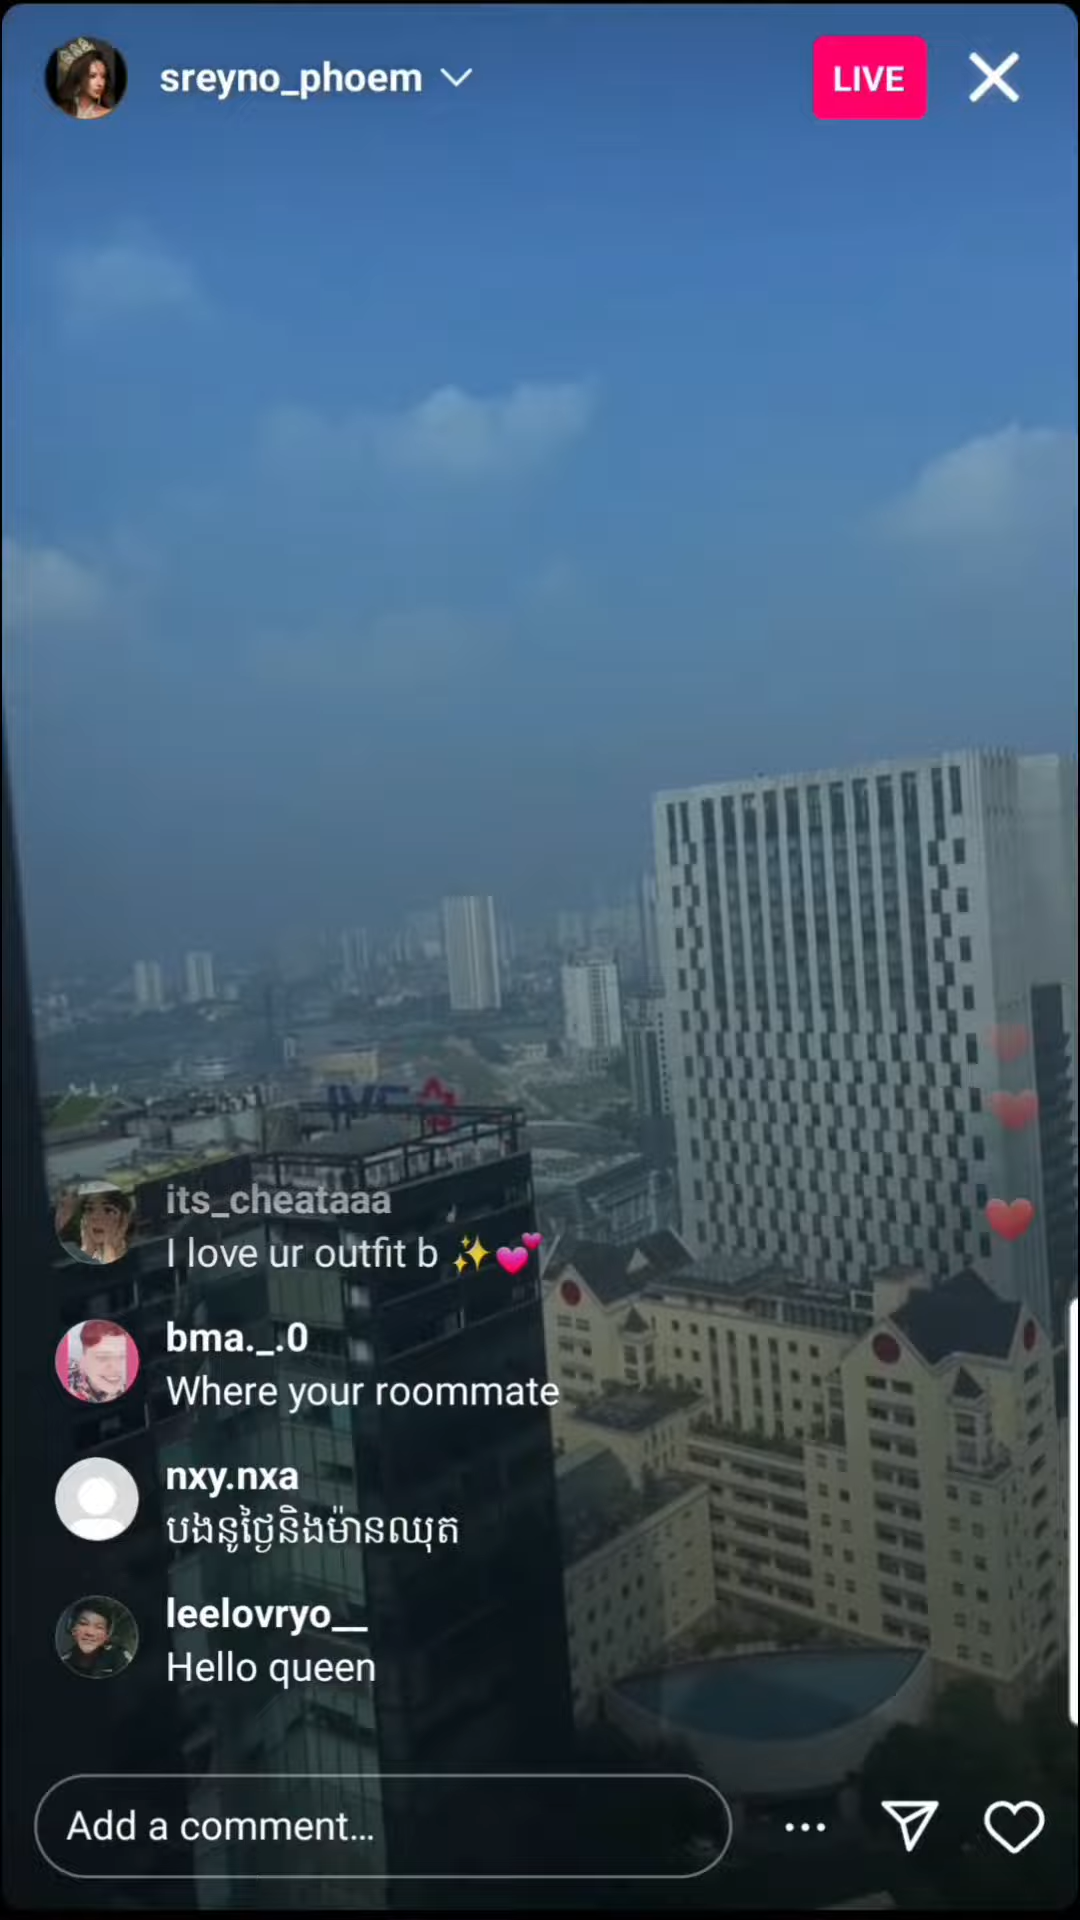 sreyno_phoem
LIVE
its_cheataaa
I love ur outfit b ✨💕
bma._.0
Where your roommate
nxy.nxa
បងនូថ្ងៃនិងម៉ានឈុត
leelovryo__
Hello queen
Add a comment...